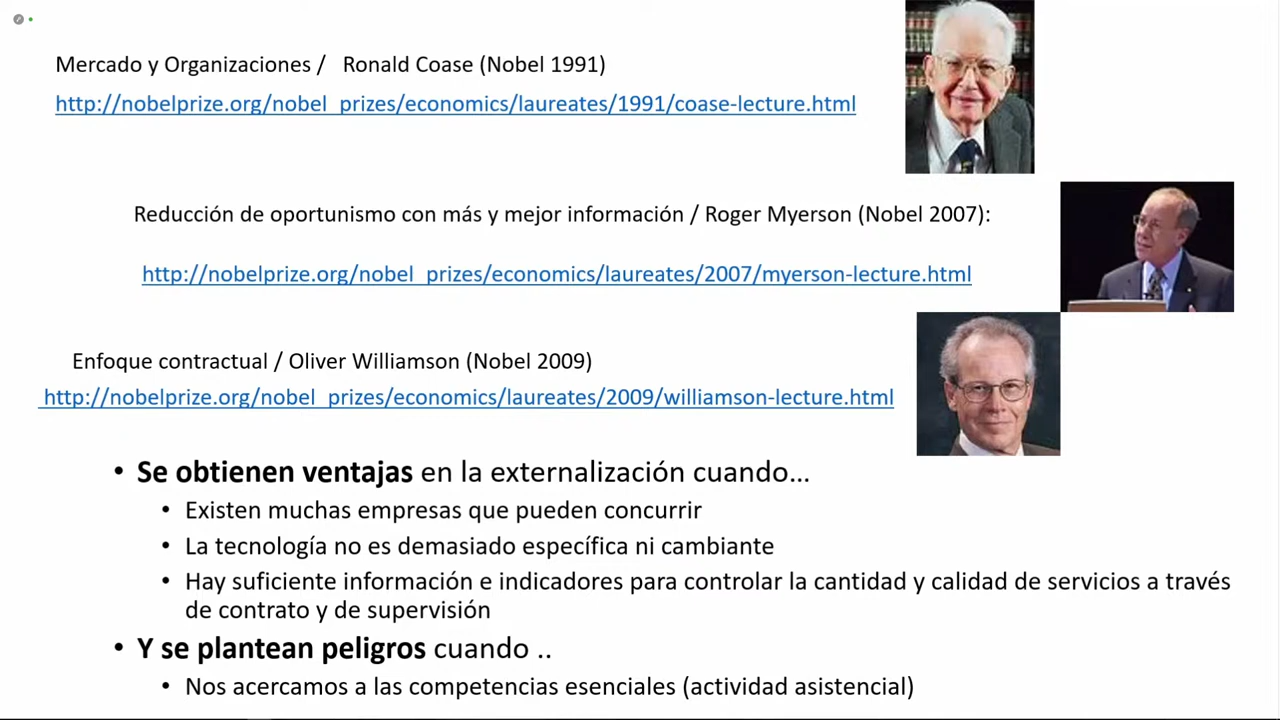 Mercado y Organizaciones / Ronald Coase (Nobel 1991)
http://nobelprize.org/nobel_prizes/economics/laureates/1991/coase-lecture.html
Reducción de oportunismo con más y mejor información / Roger Myerson (Nobel 2007):
http://nobelprize.org/nobel_prizes/economics/laureates/2007/myerson-lecture.html
Enfoque contractual / Oliver Williamson (Nobel 2009)
http://nobelprize.org/nobel_prizes/economics/laureates/2009/williamson-lecture.html
• Se obtienen ventajas en la externalización cuando...
• Existen muchas empresas que pueden concurrir
• La tecnología no es demasiado específica ni cambiante
• Hay suficiente información e indicadores para controlar la cantidad y calidad de servicios a través
de contrato y de supervisión
• Y se plantean peligros cuando ..
• Nos acercamos a las competencias esenciales (actividad asistencial)